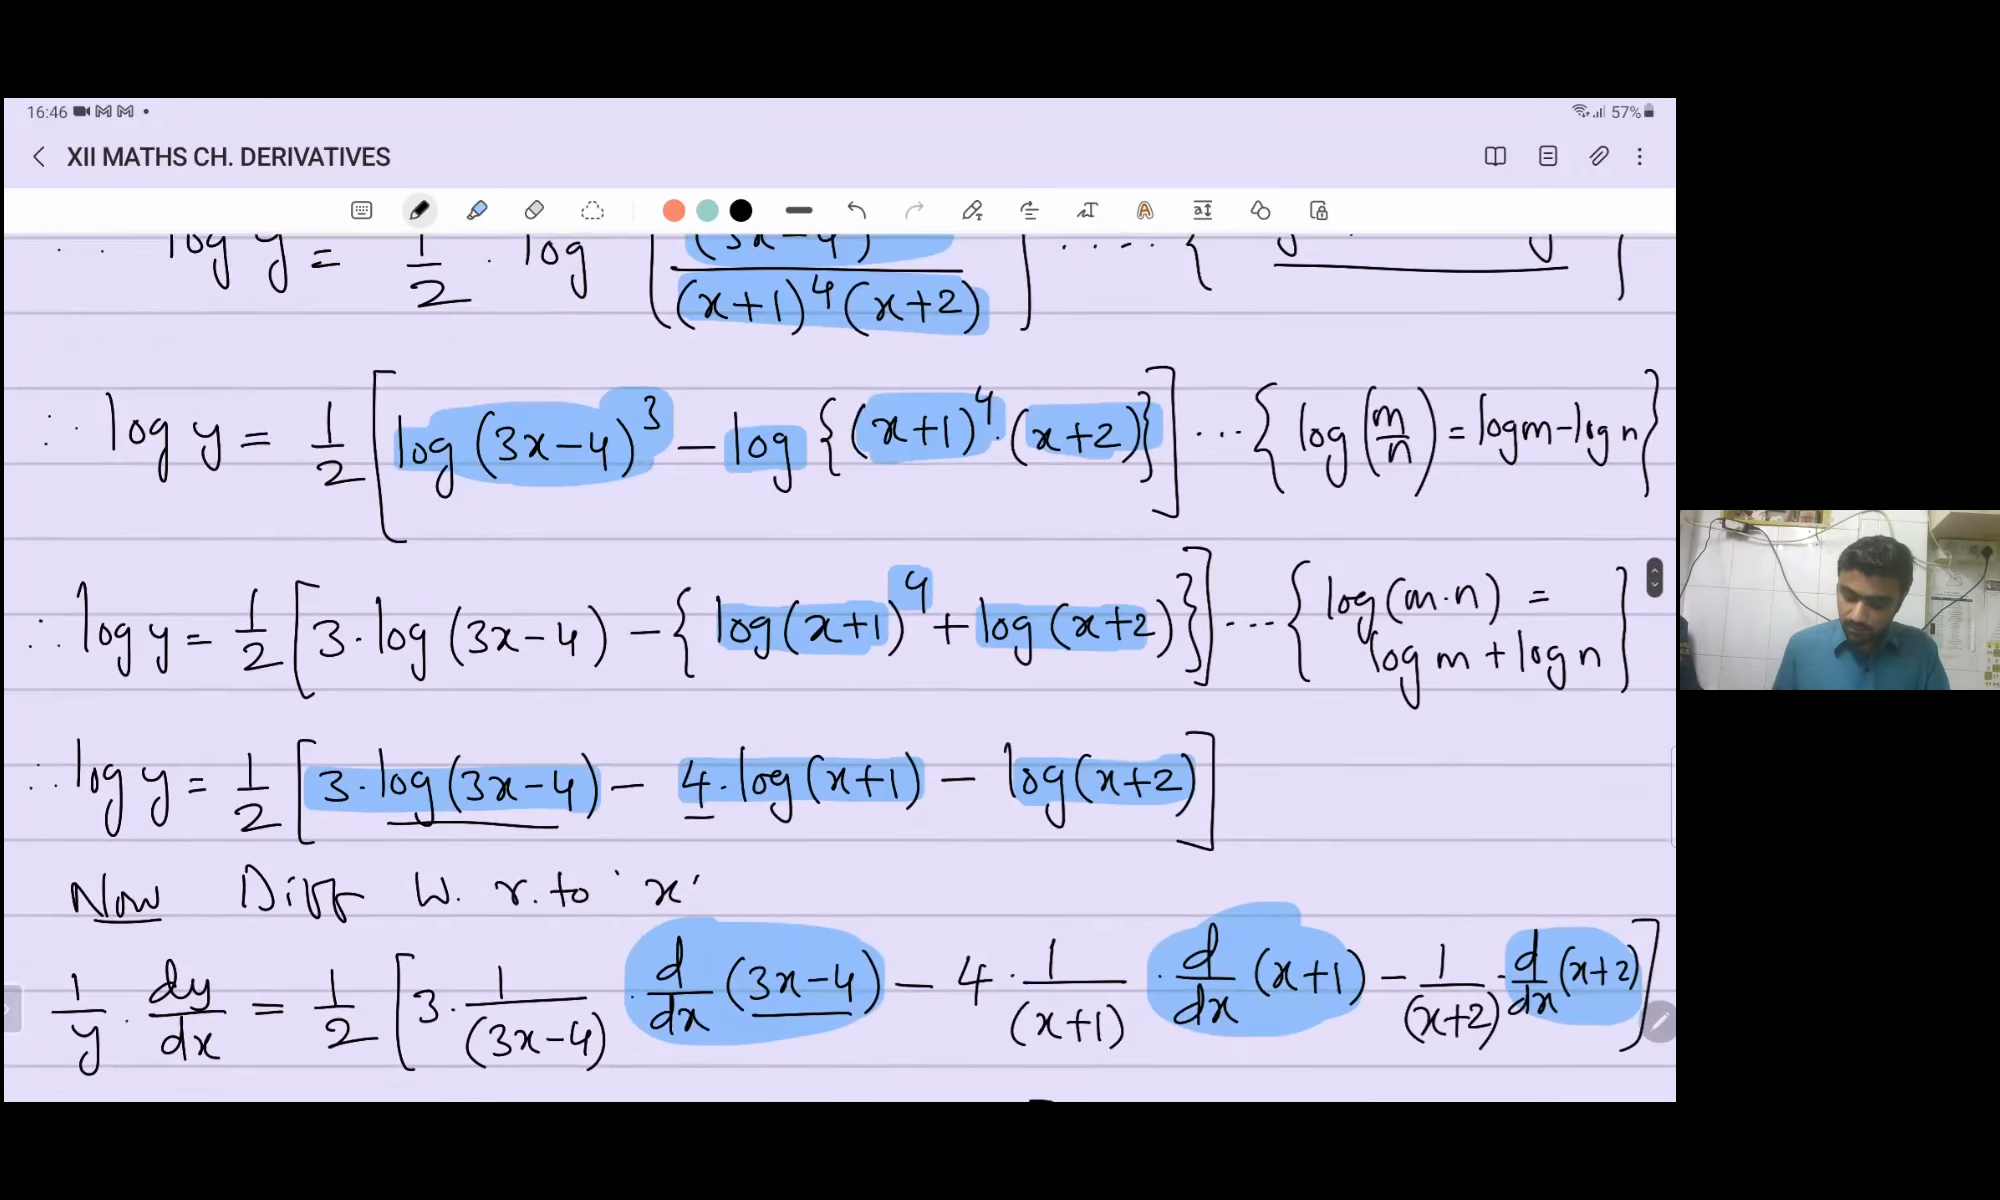 16:46 57%
XII MATHS CH. DERIVATIVES
log y = 1/2 · log [(3x-4) / (x+1)^4 (x+2)] ..... { }
∴ log y = 1/2 [log (3x-4)^3 - log {(x+1)^4 · (x+2)}] ... {log (m/n) = log m - log n}
∴ log y = 1/2 [3 · log (3x-4) - {log (x+1)^4 + log (x+2)}] ... {log (m·n) =
log m + log n}
∴ log y = 1/2 [3 · log (3x-4) - 4 · log (x+1) - log (x+2)]
Now Diff w. r. to 'x'
1/y · dy/dx = 1/2 [3 · 1/(3x-4) · d/dx (3x-4) - 4 · 1/(x+1) · d/dx (x+1) - 1/(x+2) · d/dx (x+2)]